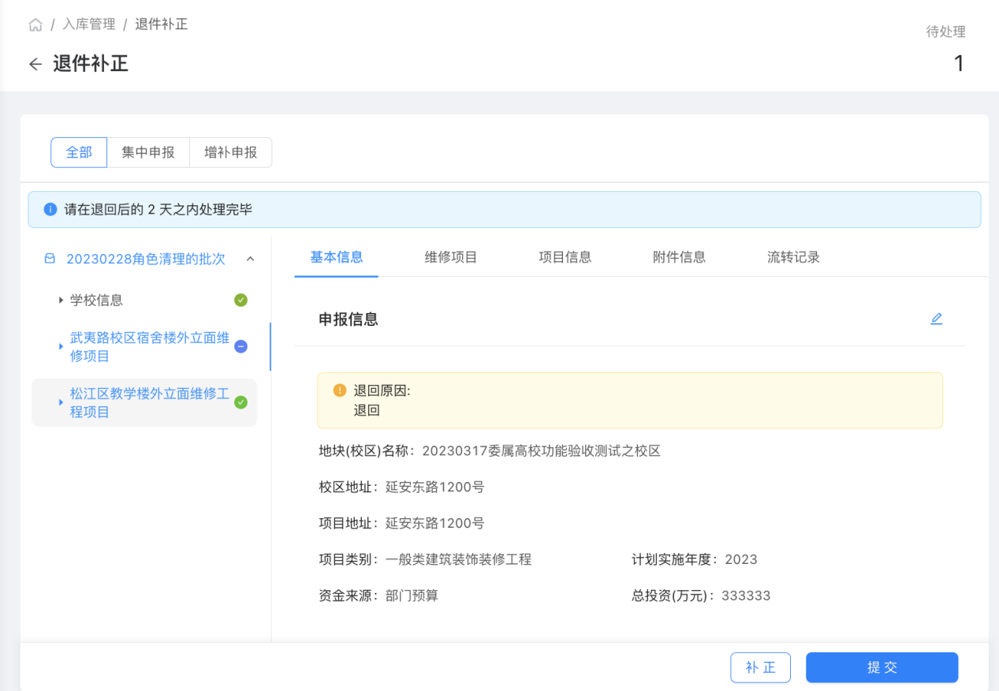 / 入库管理 / 退件补正
待处理
← 退件补正
1
全部 集中申报 增补申报
请在退回后的 2 天之内处理完毕
20230228角色清理的批次
学校信息
武夷路校区宿舍楼外立面维
修项目
松江区教学楼外立面维修工
程项目
基本信息 维修项目 项目信息 附件信息 流转记录
申报信息
退回原因:
退回
地块(校区)名称: 20230317委属高校功能验收测试之校区
校区地址: 延安东路1200号
项目地址: 延安东路1200号
项目类别: 一般类建筑装饰装修工程 计划实施年度: 2023
资金来源: 部门预算 总投资(万元): 333333
补 正 提 交